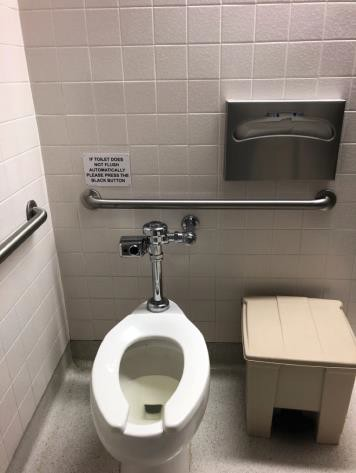 IF TOILET DOES
NOT FLUSH
AUTOMATICALLY
PLEASE PRESS THE
BLACK BUTTON